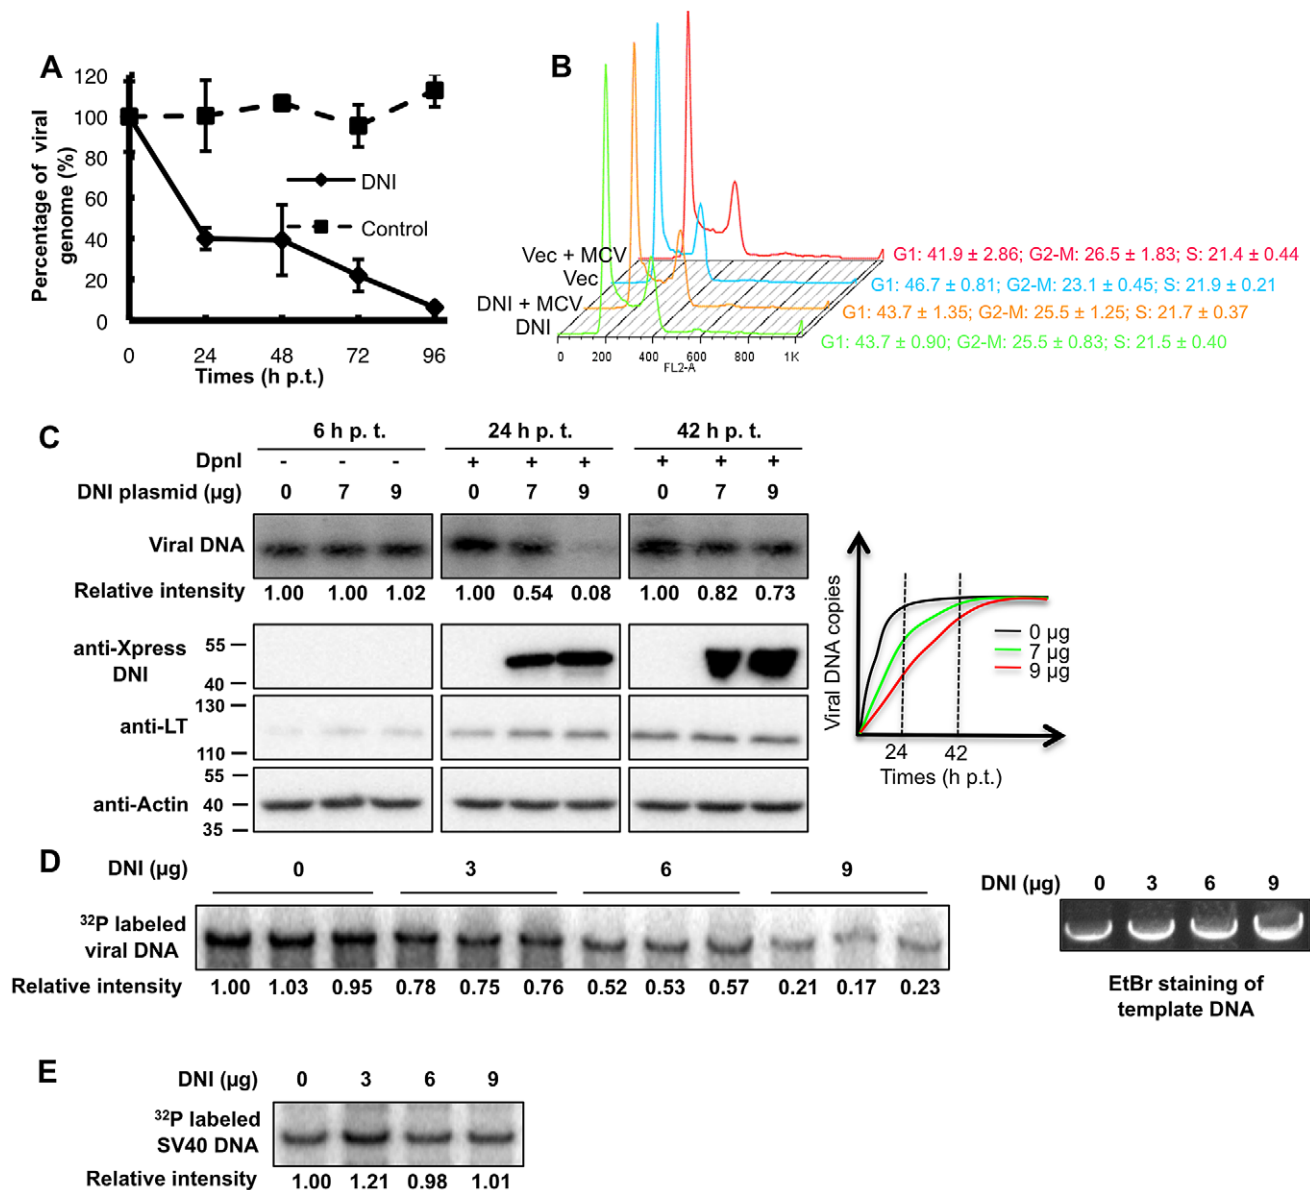 A
120
100
80
60
40
20
0
Percentage of viral
genome (%)
DNI
Control
0 24 48 72 96
Times (h p.t.)
B
Vec + MCV
Vec
DNI + MCV
DNI
0 200 400 600 800 1K
FL2-A
G1: 41.9 ± 2.86; G2-M: 26.5 ± 1.83; S: 21.4 ± 0.44
G1: 46.7 ± 0.81; G2-M: 23.1 ± 0.45; S: 21.9 ± 0.21
G1: 43.7 ± 1.35; G2-M: 25.5 ± 1.25; S: 21.7 ± 0.37
G1: 43.7 ± 0.90; G2-M: 25.5 ± 0.83; S: 21.5 ± 0.40
C
6 h p. t. 24 h p. t. 42 h p. t.
DpnI - - - + + + + + +
DNI plasmid (µg) 0 7 9 0 7 9 0 7 9
Viral DNA
Relative intensity 1.00 1.00 1.02 1.00 0.54 0.08 1.00 0.82 0.73
anti-Xpress
DNI
55
40
anti-LT
130
110
anti-Actin
55
40
35
Viral DNA copies
0 µg
7 µg
9 µg
24 42
Times (h p.t.)
D
DNI (µg) 0 3 6 9
32P labeled
viral DNA
Relative intensity 1.00 1.03 0.95 0.78 0.75 0.76 0.52 0.53 0.57 0.21 0.17 0.23
DNI (µg) 0 3 6 9
EtBr staining of
template DNA
E
DNI (µg) 0 3 6 9
32P labeled
SV40 DNA
Relative intensity 1.00 1.21 0.98 1.01